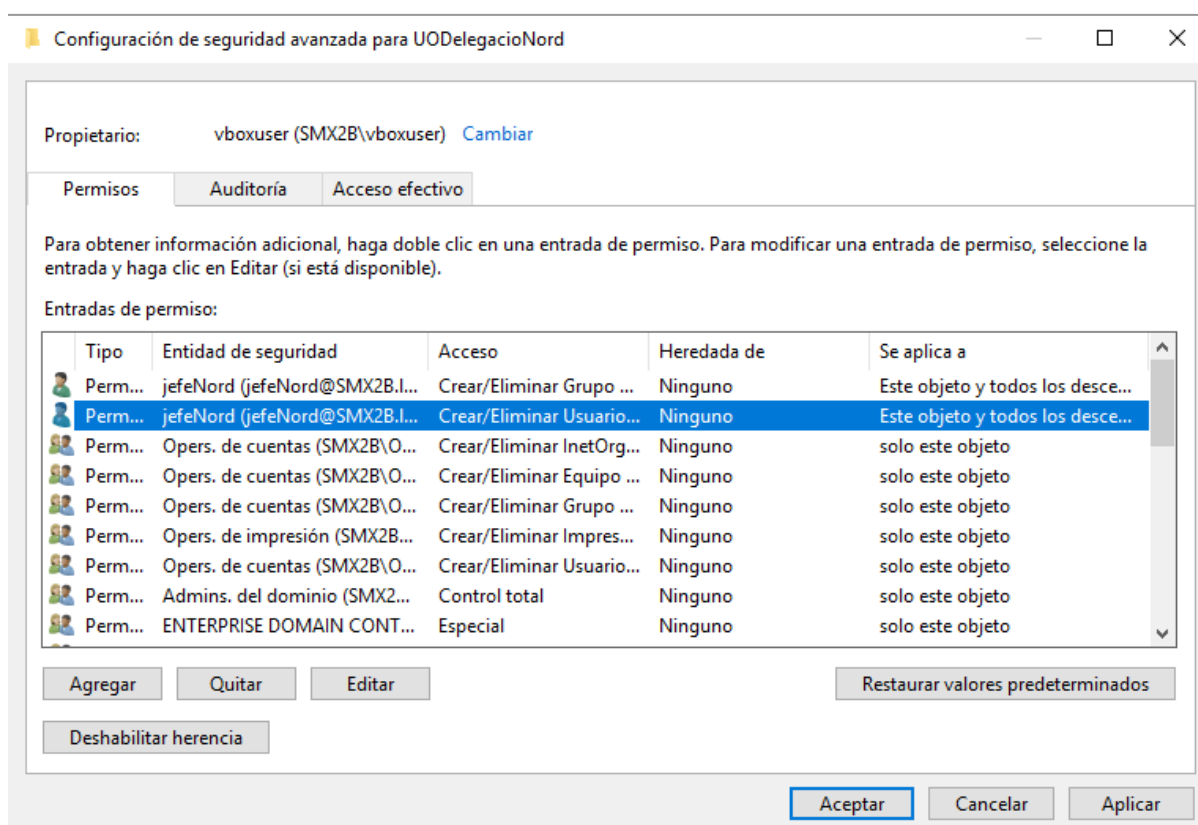 Configuración de seguridad avanzada para UODelegacioNord
Propietario: vboxuser (SMX2B\vboxuser) Cambiar
Permisos Auditoría Acceso efectivo
Para obtener información adicional, haga doble clic en una entrada de permiso. Para modificar una entrada de permiso, seleccione la
entrada y haga clic en Editar (si está disponible).
Entradas de permiso:
Tipo Entidad de seguridad Acceso Heredada de Se aplica a
Perm... jefeNord (jefeNord@SMX2B.l... Crear/Eliminar Grupo ... Ninguno Este objeto y todos los desce...
Perm... jefeNord (jefeNord@SMX2B.l... Crear/Eliminar Usuario... Ninguno Este objeto y todos los desce...
Perm... Opers. de cuentas (SMX2B\O... Crear/Eliminar InetOrg... Ninguno solo este objeto
Perm... Opers. de cuentas (SMX2B\O... Crear/Eliminar Equipo ... Ninguno solo este objeto
Perm... Opers. de cuentas (SMX2B\O... Crear/Eliminar Grupo ... Ninguno solo este objeto
Perm... Opers. de impresión (SMX2B... Crear/Eliminar Impres... Ninguno solo este objeto
Perm... Opers. de cuentas (SMX2B\O... Crear/Eliminar Usuario... Ninguno solo este objeto
Perm... Admins. del dominio (SMX2... Control total Ninguno solo este objeto
Perm... ENTERPRISE DOMAIN CONT... Especial Ninguno solo este objeto
Agregar Quitar Editar Restaurar valores predeterminados
Deshabilitar herencia
Aceptar Cancelar Aplicar